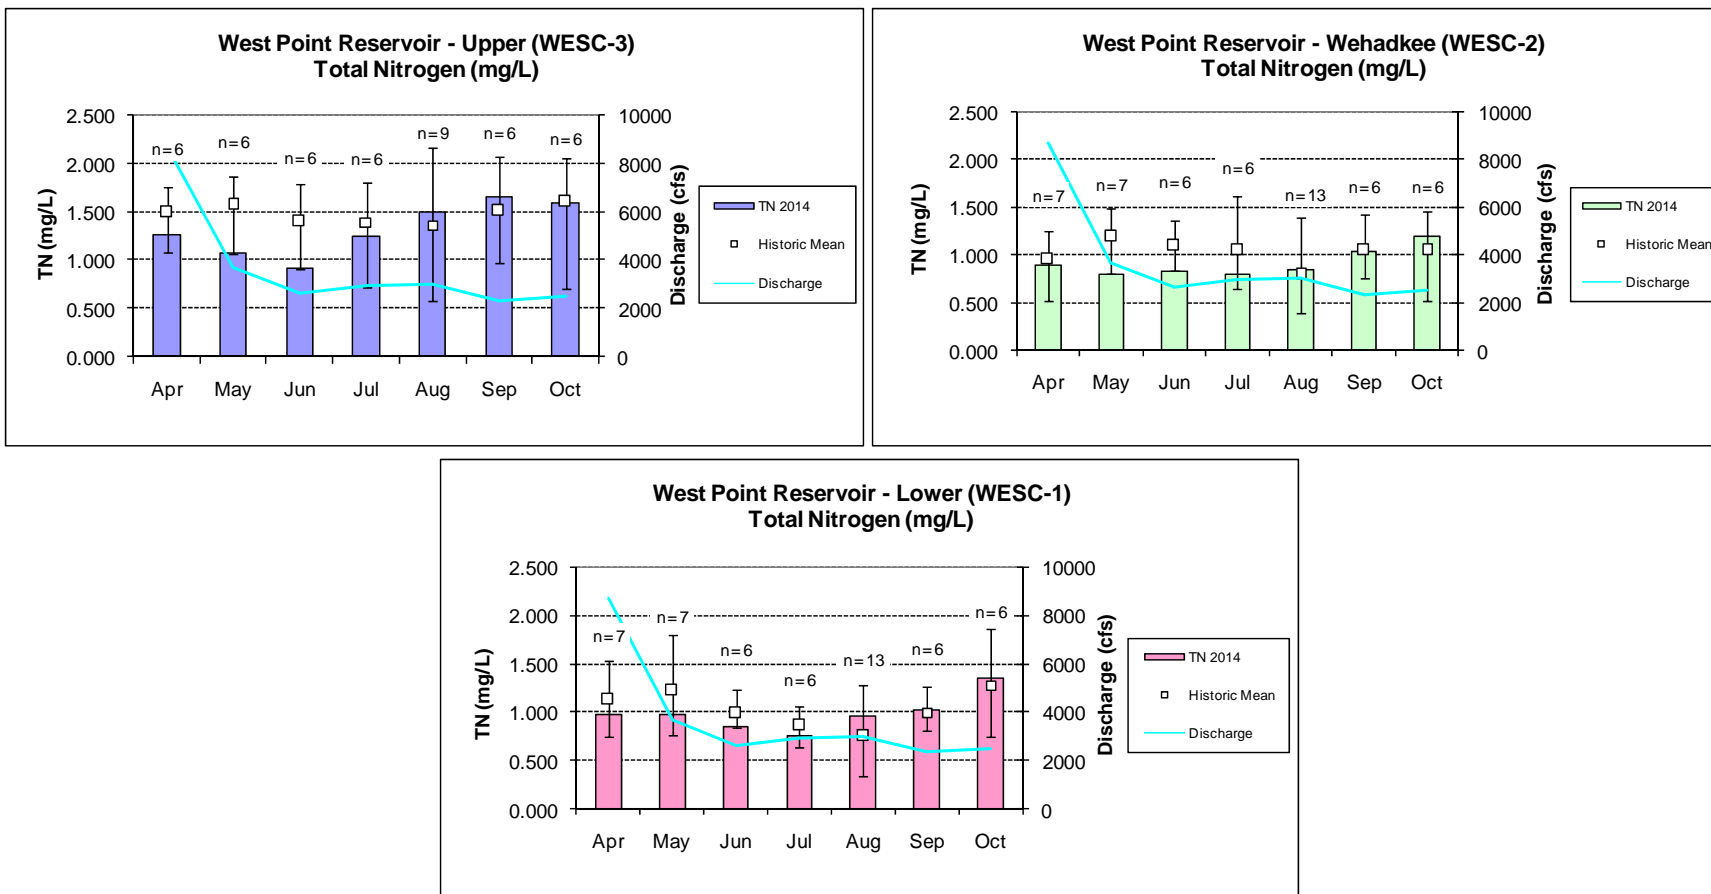 West Point Reservoir - Upper (WESC-3)
Total Nitrogen (mg/L)
TN (mg/L)
2.500
2.000
1.500
1.000
0.500
0.000
n=6
n=6
n=6
n=6
n=9
n=6
n=6
10000
8000
6000
4000
2000
0
Discharge (cfs)
Apr May Jun Jul Aug Sep Oct
TN 2014
Historic Mean
Discharge
West Point Reservoir - Wehadkee (WESC-2)
Total Nitrogen (mg/L)
TN (mg/L)
2.500
2.000
1.500
1.000
0.500
0.000
n=7
n=7
n=6
n=6
n=13
n=6
n=6
10000
8000
6000
4000
2000
0
Discharge (cfs)
Apr May Jun Jul Aug Sep Oct
TN 2014
Historic Mean
Discharge
West Point Reservoir - Lower (WESC-1)
Total Nitrogen (mg/L)
TN (mg/L)
2.500
2.000
1.500
1.000
0.500
0.000
n=7
n=7
n=6
n=6
n=13
n=6
n=6
10000
8000
6000
4000
2000
0
Discharge (cfs)
Apr May Jun Jul Aug Sep Oct
TN 2014
Historic Mean
Discharge